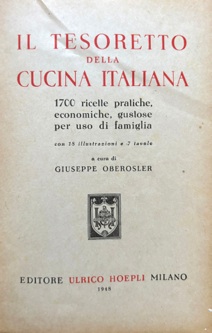 IL TESORETTO
DELLA
CUCINA ITALIANA
1700 ricette pratiche,
economiche, gustose
per uso di famiglia
con 18 illustrazioni e 7 tavole
a cura di
GIUSEPPE OBEROSLER
EDITORE ULRICO HOEPLI MILANO
1948